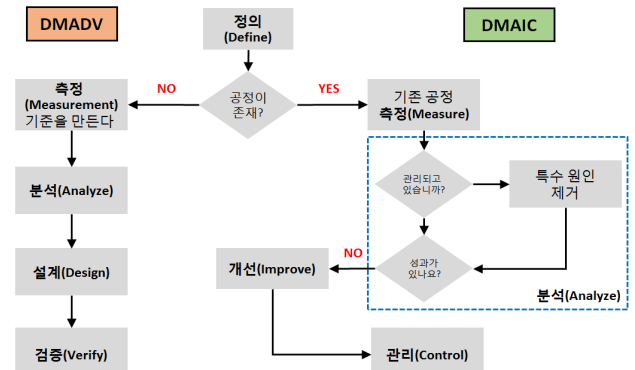 DMADV
정의
(Define)
DMAIC
측정
(Measurement)
기준을 만든다
NO
공정이
존재?
YES
기존 공정
측정(Measure)
분석(Analyze)
관리되고
있습니까?
특수 원인
제거
설계(Design)
개선(Improve)
NO
성과가
있나요?
분석(Analyze)
검증(Verify)
관리(Control)